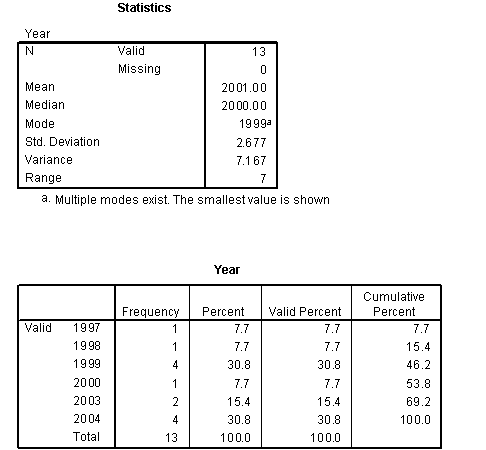 Statistics
Year
N Valid 13
Missing 0
Mean 2001.00
Median 2000.00
Mode 1999a
Std. Deviation 2.677
Variance 7.167
Range 7
a. Multiple modes exist. The smallest value is shown
Year
Frequency Percent Valid Percent Cumulative Percent
Valid 1997 1 7.7 7.7 7.7
1998 1 7.7 7.7 15.4
1999 4 30.8 30.8 46.2
2000 1 7.7 7.7 53.8
2003 2 15.4 15.4 69.2
2004 4 30.8 30.8 100.0
Total 13 100.0 100.0